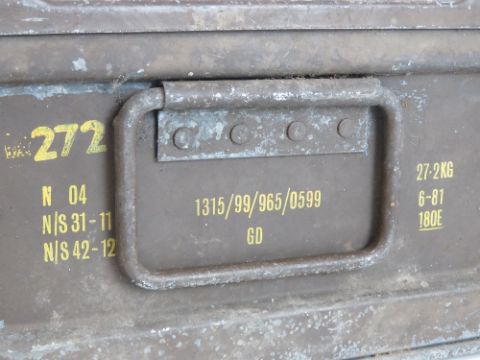 272
N 04
N/S 31-11
N/S 42-12
1315/99/965/0599
GD
27·2KG
6-81
180E